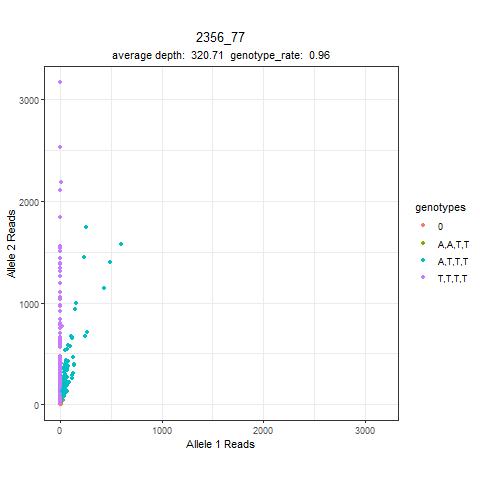 2356_77
average depth:  320.71  genotype_rate:  0.96
3000
2000
1000
0
Allele 2 Reads
0
1000
2000
3000
Allele 1 Reads
genotypes
0
A,A,T,T
A,T,T,T
T,T,T,T